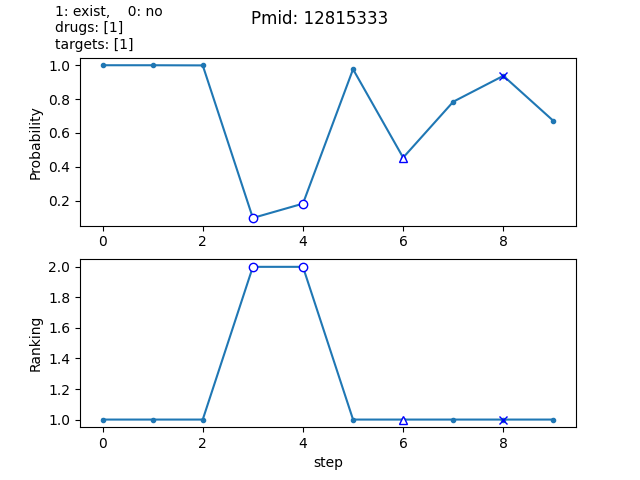 1: exist,    0: no
drugs: [1]
targets: [1]
Pmid: 12815333
Probability
1.0
0.8
0.6
0.4
0.2
0 2 4 6 8
Ranking
2.0
1.8
1.6
1.4
1.2
1.0
0 2 4 6 8
step